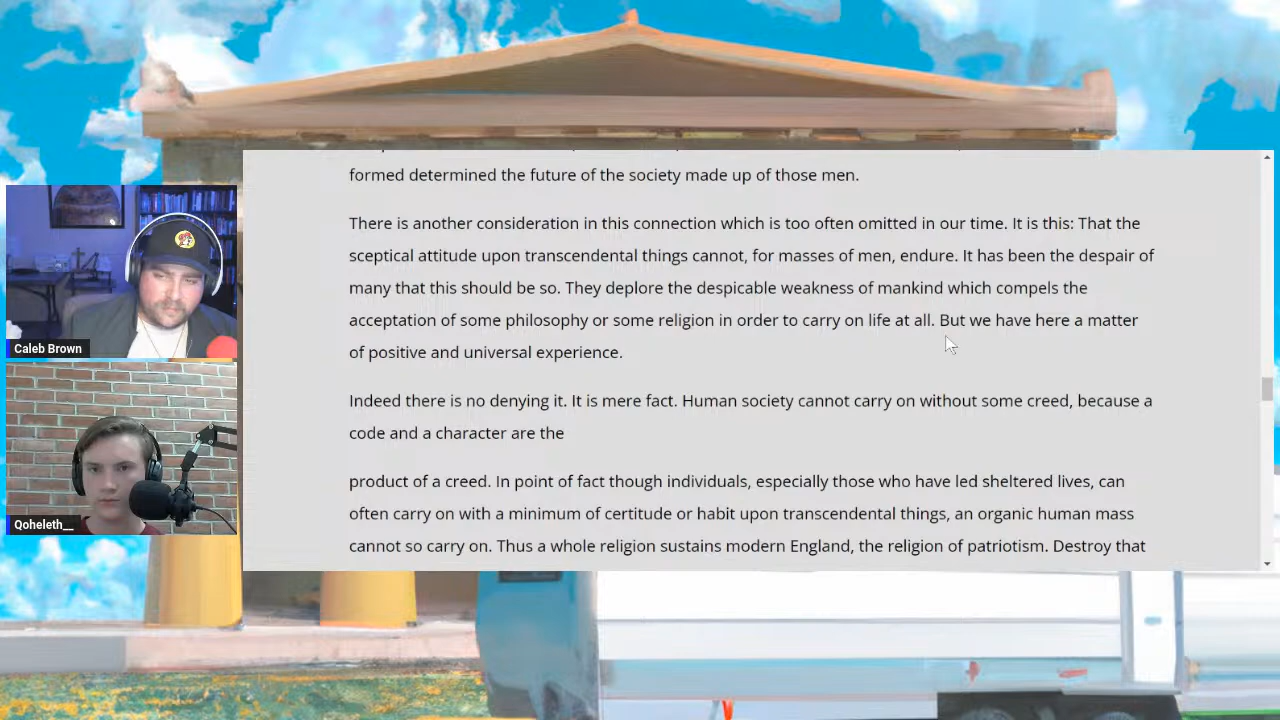 formed determined the future of the society made up of those men.
There is another consideration in this connection which is too often omitted in our time. It is this: That the
sceptical attitude upon transcendental things cannot, for masses of men, endure. It has been the despair of
many that this should be so. They deplore the despicable weakness of mankind which compels the
acceptation of some philosophy or some religion in order to carry on life at all. But we have here a matter
of positive and universal experience.
Indeed there is no denying it. It is mere fact. Human society cannot carry on without some creed, because a
code and a character are the
product of a creed. In point of fact though individuals, especially those who have led sheltered lives, can
often carry on with a minimum of certitude or habit upon transcendental things, an organic human mass
cannot so carry on. Thus a whole religion sustains modern England, the religion of patriotism. Destroy that
Caleb Brown
Qoheleth__